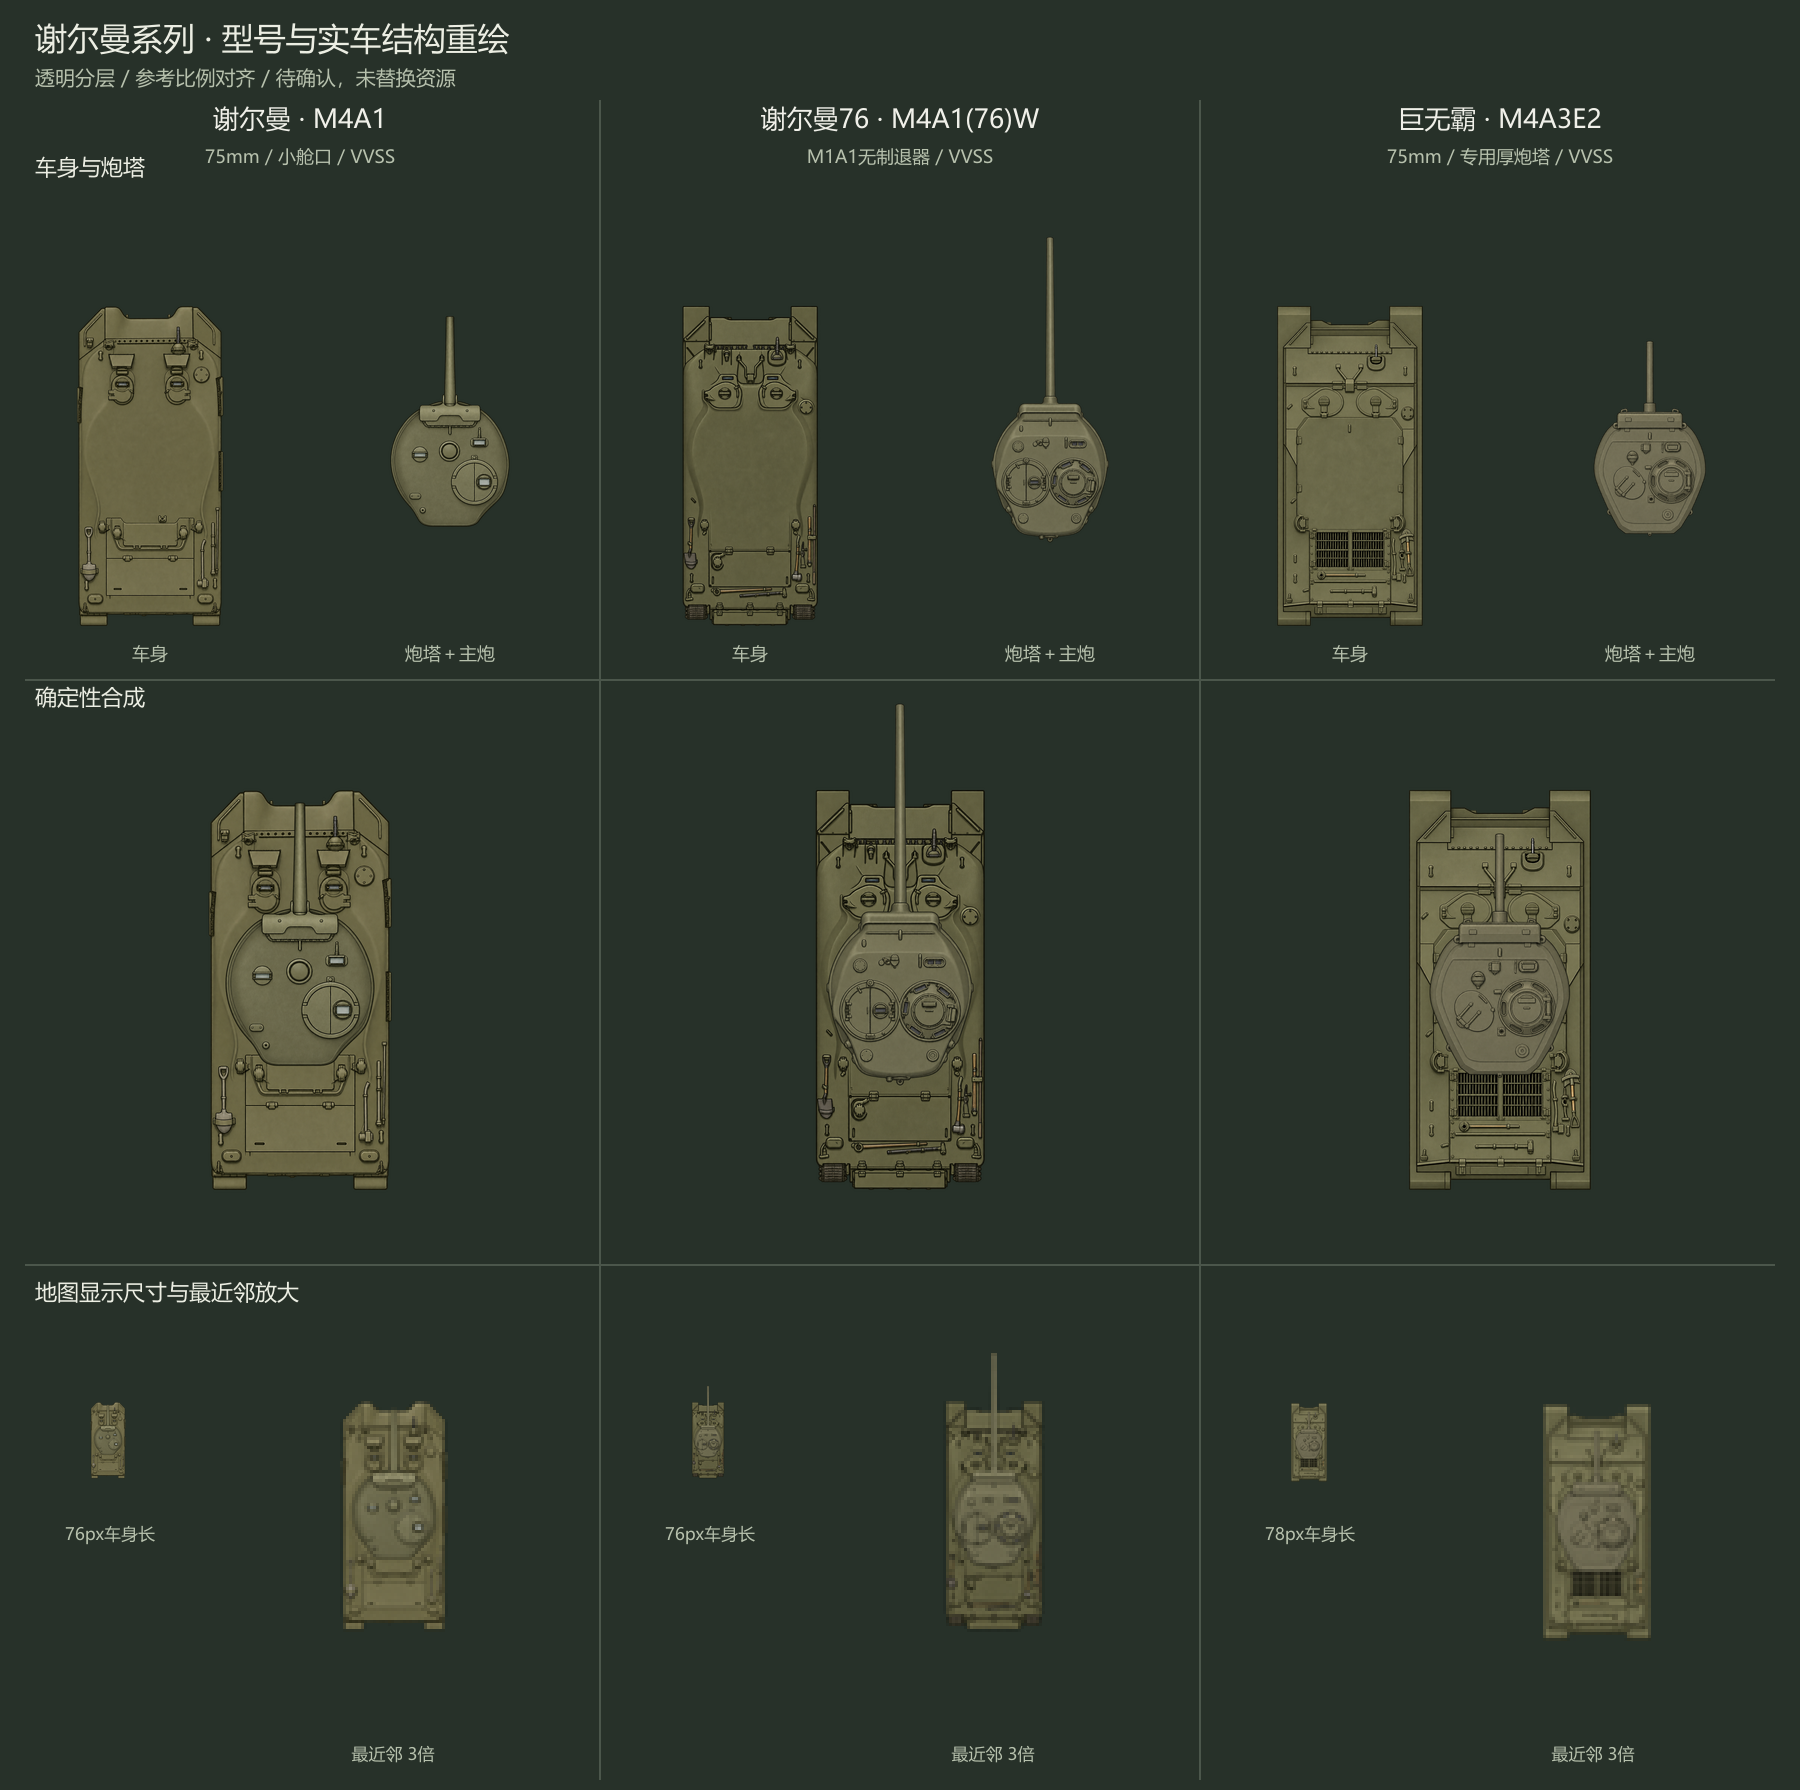 谢尔曼系列 · 型号与实车结构重绘
透明分层 / 参考比例对齐 / 待确认，未替换资源
谢尔曼 · M4A1
75mm / 小舱口 / VVSS
谢尔曼76 · M4A1(76)W
M1A1无制退器 / VVSS
巨无霸 · M4A3E2
75mm / 专用厚炮塔 / VVSS
车身与炮塔
车身
炮塔+主炮
车身
炮塔+主炮
车身
炮塔+主炮
确定性合成
地图显示尺寸与最近邻放大
76px车身长
76px车身长
78px车身长
最近邻 3倍
最近邻 3倍
最近邻 3倍